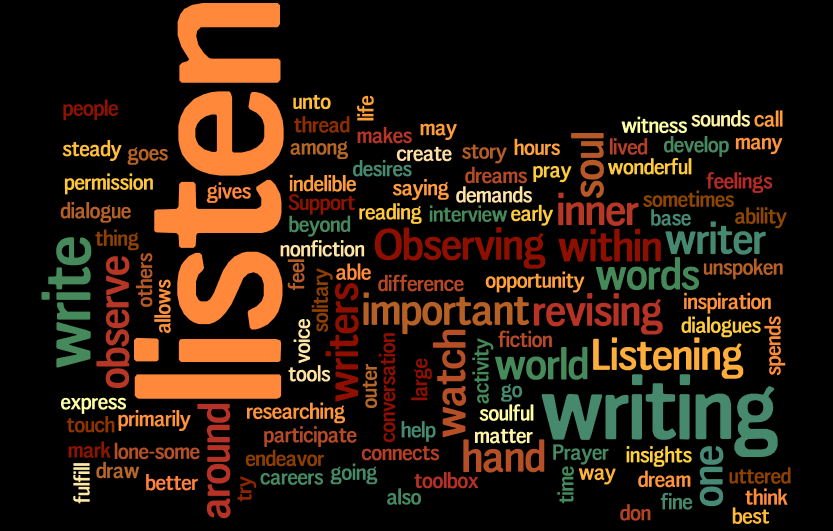 listen
people
unto
life
thread
may
makes
among
steady
goes
create
story
hours
soul
witness
sounds
call
lived
develop
many
permission
gives
indelible
desires
dreams
pray
wonderful
feelings
saying
demands
dialogue
Support
beyond
reading
interview
early
inner
sometimes
base
ability
thing
nonfiction
Observing
within
writer
write
observe
others
allows
feel
solitary
able
difference
opportunity
words
unspoken
writers
important
revising
inspiration
dialogues
voice
tools
outer
conversation
large
watch
activity
fiction
world
Listening
spends
go
express
touch
primarily
around
researching
participate
help
soulful
matter
writing
mark
lone-some
connects
hand
Prayer
insights
one
fulfill
draw
better
try
endeavor
careers
going
toolbox
also
time
way
dream
uttered
don
fine
think
best